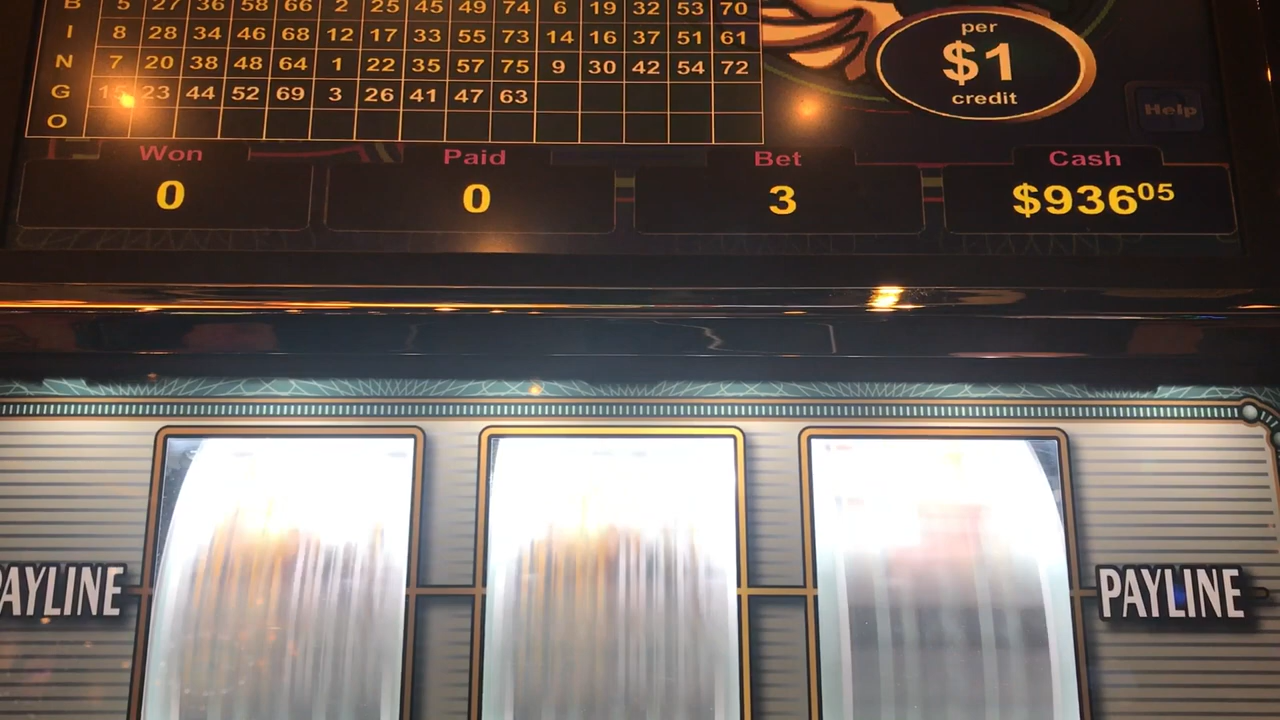 B 5 27 36 58 66 2 25 45 49 74 6 19 32 53 70
I 8 28 34 46 68 12 17 33 55 73 14 16 37 51 61
N 7 20 38 48 64 1 22 35 57 75 9 30 42 54 72
G 15 23 44 52 69 3 26 41 47 63
O
per
$1
credit
Help
Won Paid Bet Cash
0 0 3 $936⁰⁵
PAYLINE PAYLINE